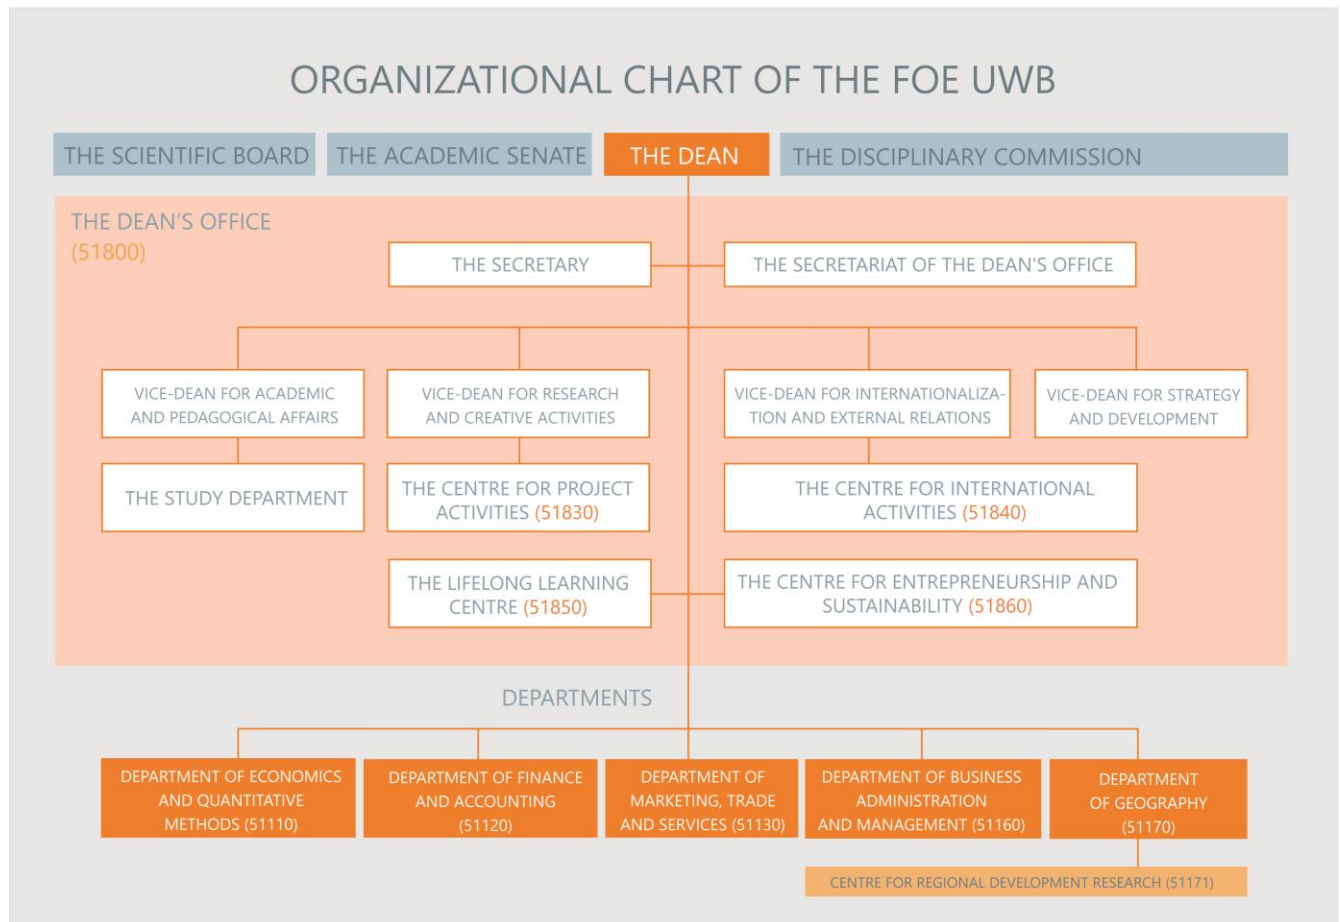 ORGANIZATIONAL CHART OF THE FOE UWB
THE SCIENTIFIC BOARD
THE ACADEMIC SENATE
THE DEAN
THE DISCIPLINARY COMMISSION
THE DEAN’S OFFICE
(51800)
THE SECRETARY
THE SECRETARIAT OF THE DEAN'S OFFICE
VICE-DEAN FOR ACADEMIC
AND PEDAGOGICAL AFFAIRS
VICE-DEAN FOR RESEARCH
AND CREATIVE ACTIVITIES
VICE-DEAN FOR INTERNATIONALIZA-
TION AND EXTERNAL RELATIONS
VICE-DEAN FOR STRATEGY
AND DEVELOPMENT
THE STUDY DEPARTMENT
THE CENTRE FOR PROJECT
ACTIVITIES (51830)
THE CENTRE FOR INTERNATIONAL
ACTIVITIES (51840)
THE LIFELONG LEARNING
CENTRE (51850)
THE CENTRE FOR ENTREPRENEURSHIP AND
SUSTAINABILITY (51860)
DEPARTMENTS
DEPARTMENT OF ECONOMICS
AND QUANTITATIVE
METHODS (51110)
DEPARTMENT OF FINANCE
AND ACCOUNTING
(51120)
DEPARTMENT OF
MARKETING, TRADE
AND SERVICES (51130)
DEPARTMENT OF BUSINESS
ADMINISTRATION
AND MANAGEMENT (51160)
DEPARTMENT
OF GEOGRAPHY
(51170)
CENTRE FOR REGIONAL DEVELOPMENT RESEARCH (51171)